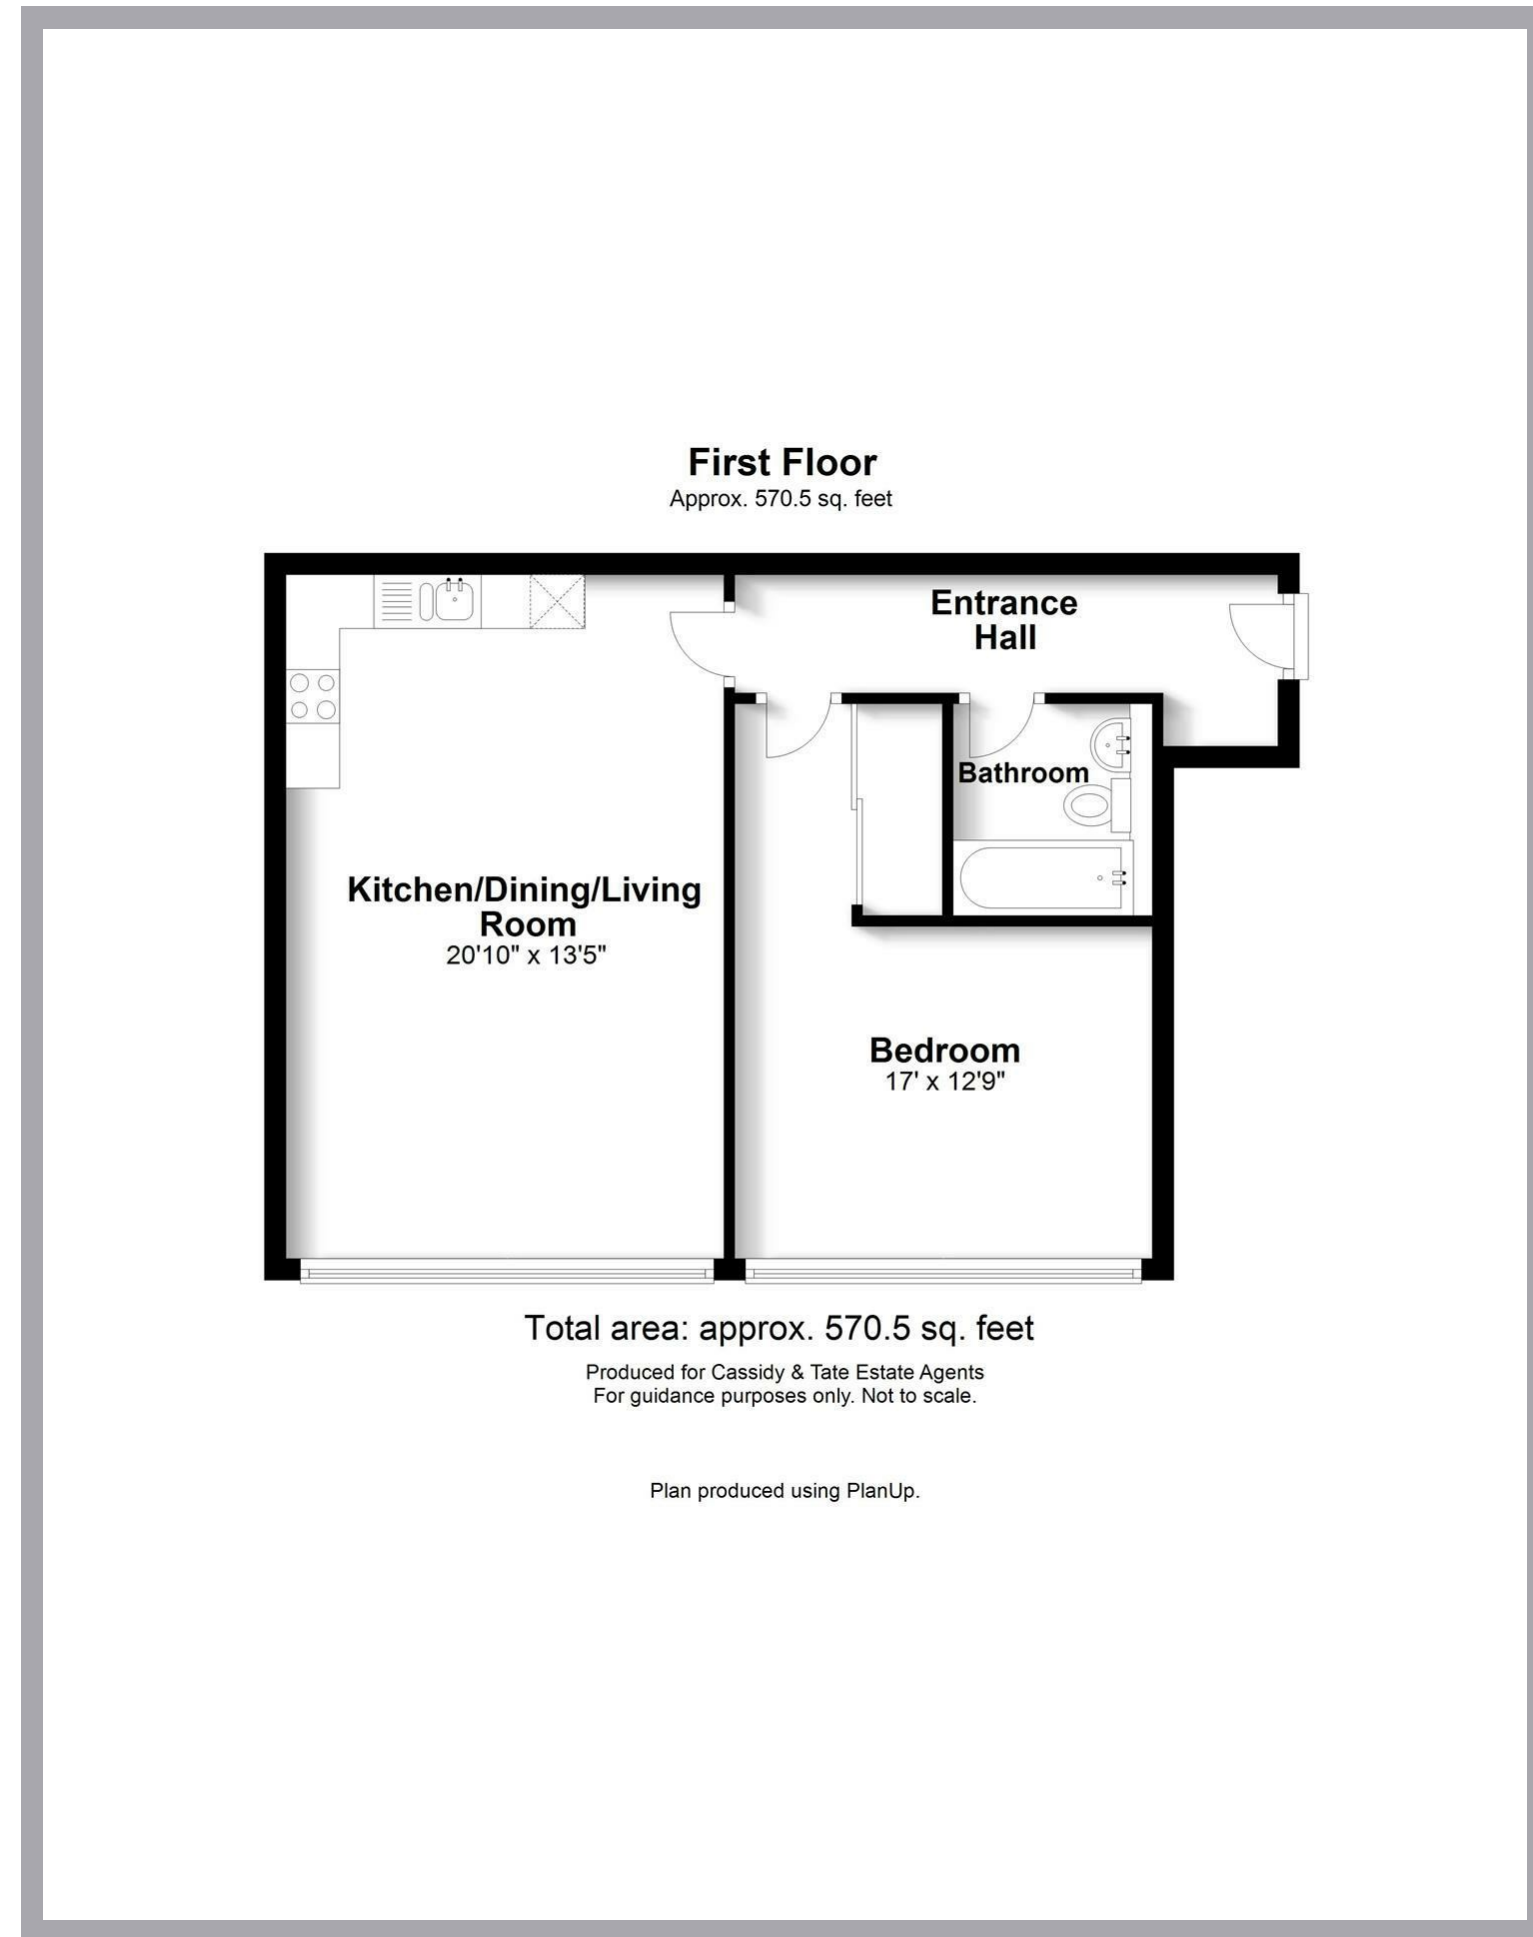 First Floor
Approx. 570.5 sq. feet
Entrance
Hall
Bathroom
Kitchen/Dining/Living
Room
20'10" x 13'5"
Bedroom
17' x 12'9"
Total area: approx. 570.5 sq. feet
Produced for Cassidy & Tate Estate Agents
For guidance purposes only. Not to scale.
Plan produced using PlanUp.